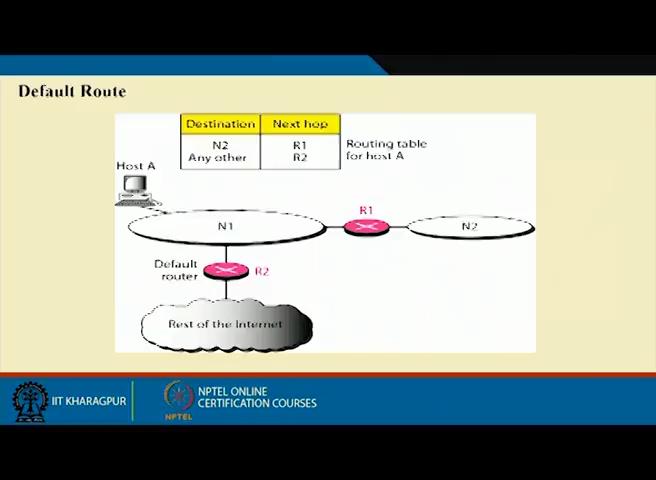 Default Route
Destination Next hop
N2 R1
Any other R2
Routing table
for host A
Host A
R1
N1
N2
Default
router
R2
Rest of the Internet
IIT KHARAGPUR
NPTEL
NPTEL ONLINE
CERTIFICATION COURSES